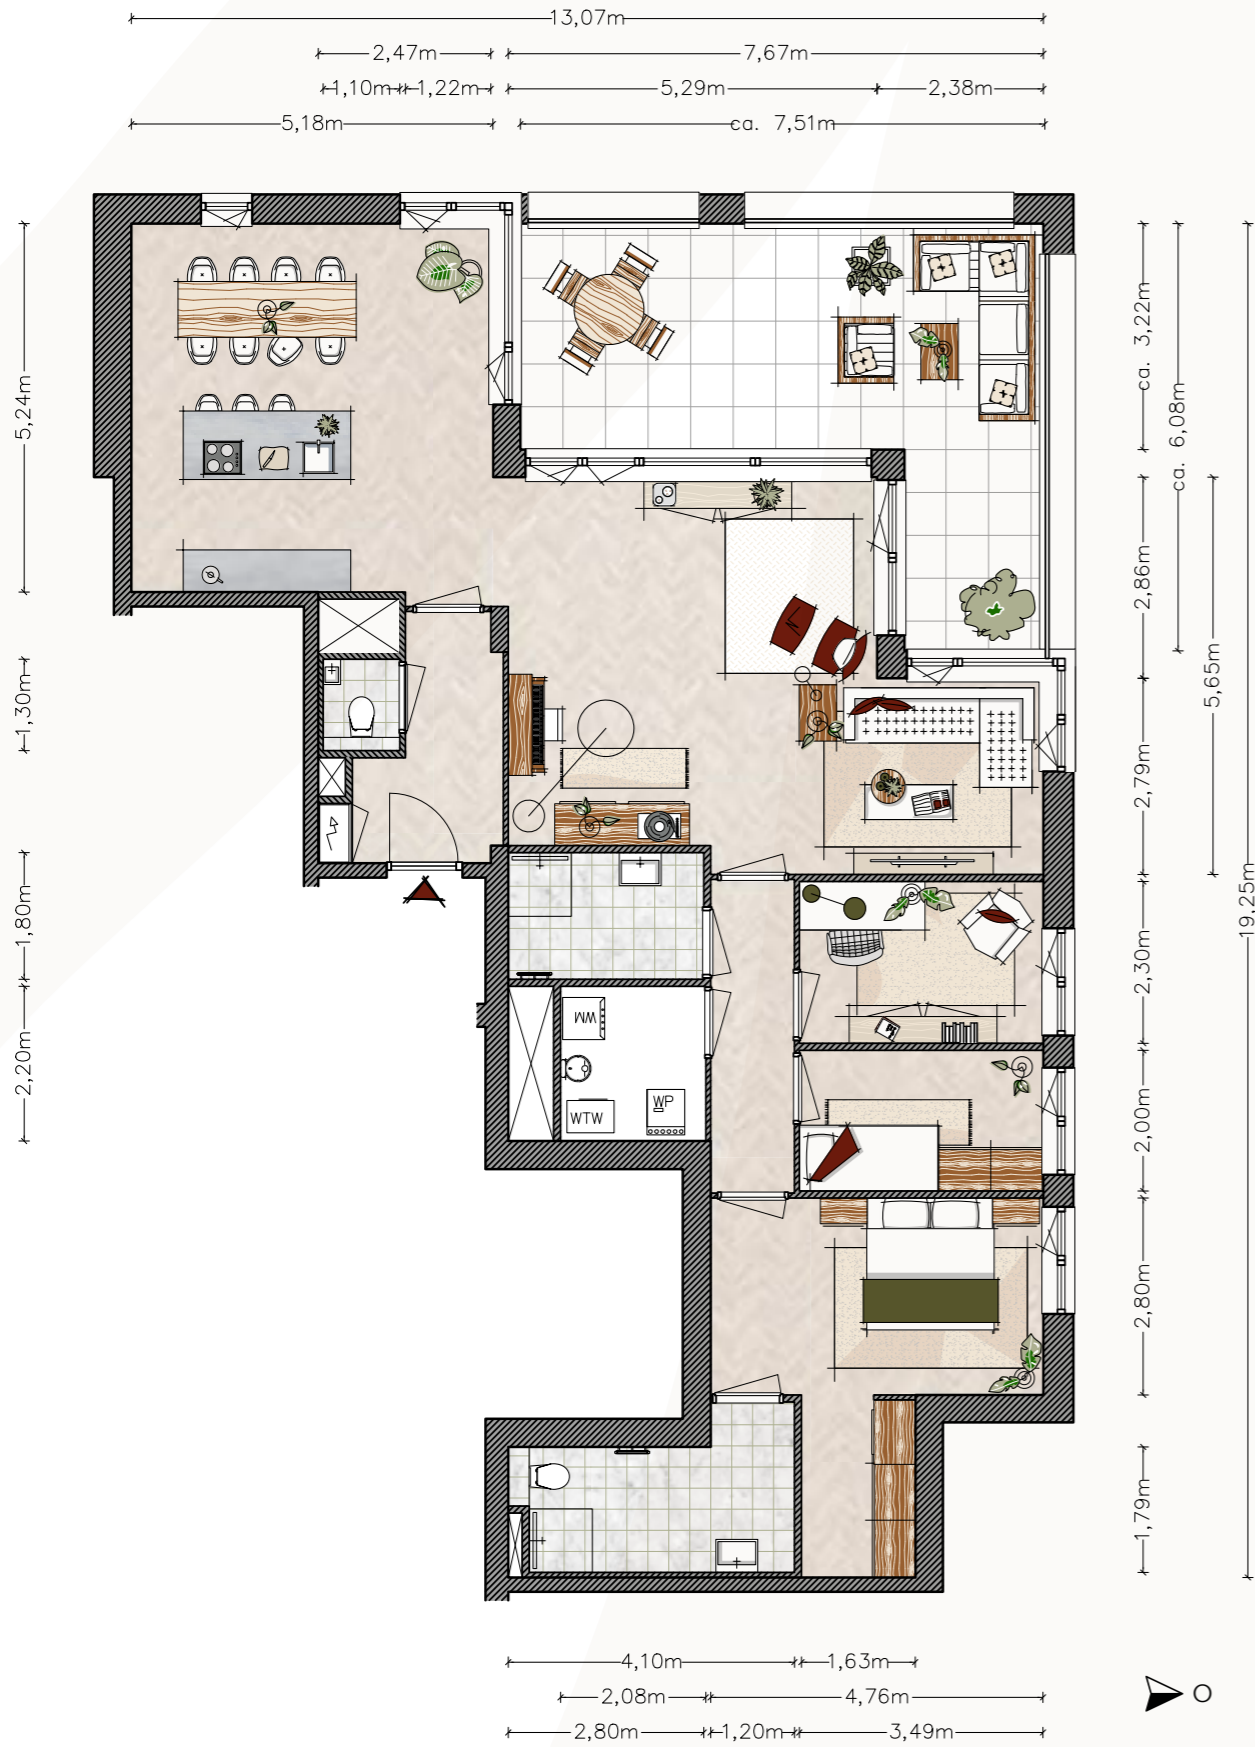 13,07m
2,47m 7,67m
1,10m 1,22m 5,29m 2,38m
5,18m ca. 7,51m
5,24m
1,30m
1,80m
2,20m
ca. 3,22m
ca. 6,08m
2,86m
5,65m
2,79m
19,25m
2,30m
2,00m
2,80m
1,79m
WM
WTW
WP
4,10m 1,63m
2,08m 4,76m
2,80m 1,20m 3,49m
O